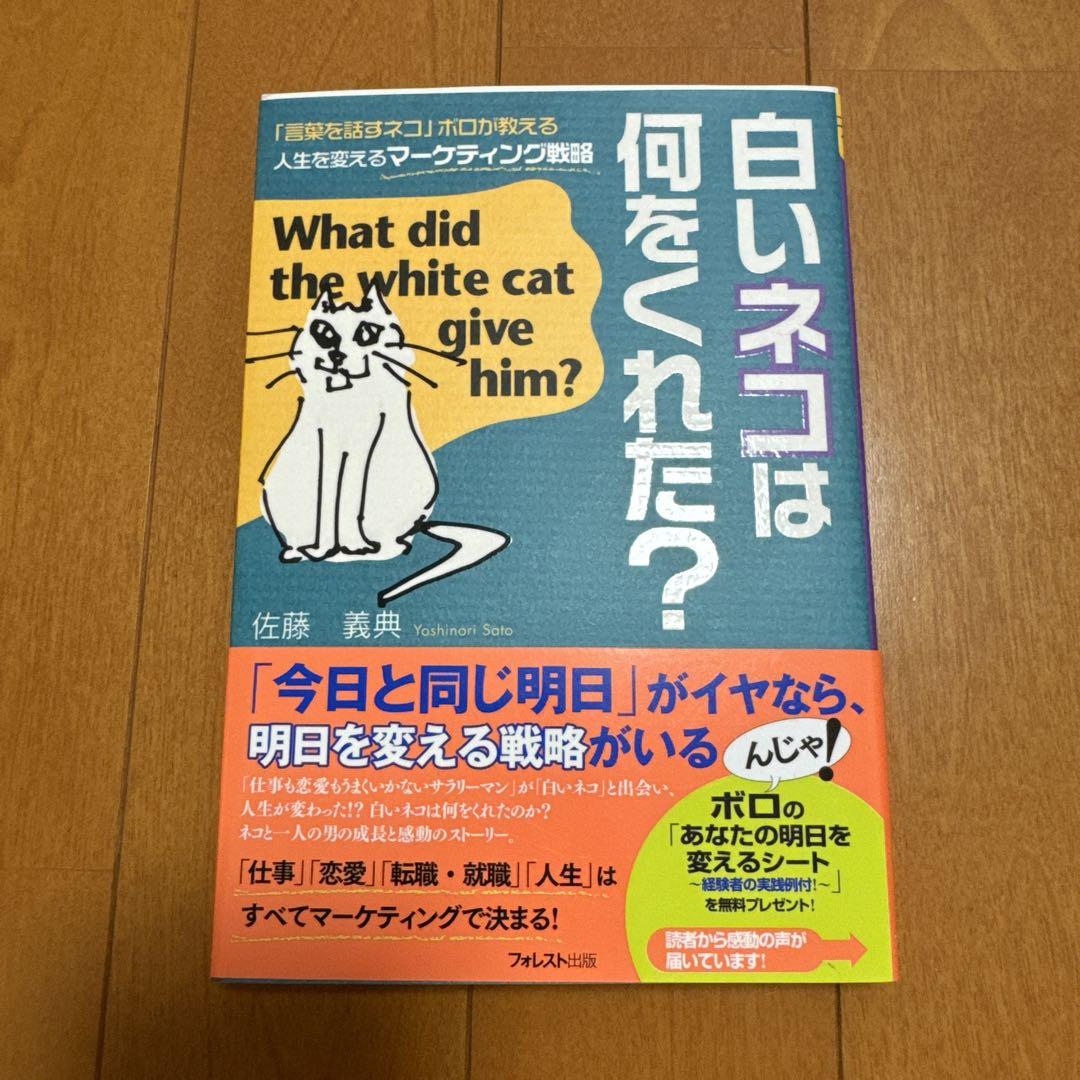 白いネコは
何をくれた?
「言葉を話すネコ」ボロが教える
人生を変えるマーケティング戦略
What did
the white cat
give
him?
佐藤 義典 Yoshinori Sato
「今日と同じ明日」がイヤなら、
明日を変える戦略がいる
んじゃ!
「仕事も恋愛もうまくいかないサラリーマン」が「白いネコ」と出会い、
人生が変わった!? 白いネコは何をくれたのか?
ネコと一人の男の成長と感動のストーリー。
「仕事」「恋愛」「転職・就職」「人生」は
すべてマーケティングで決まる!
ボロの
「あなたの明日を
変えるシート
~経験者の実践例付!~」
を無料プレゼント!
読者から感動の声が
届いています!
フォレスト出版